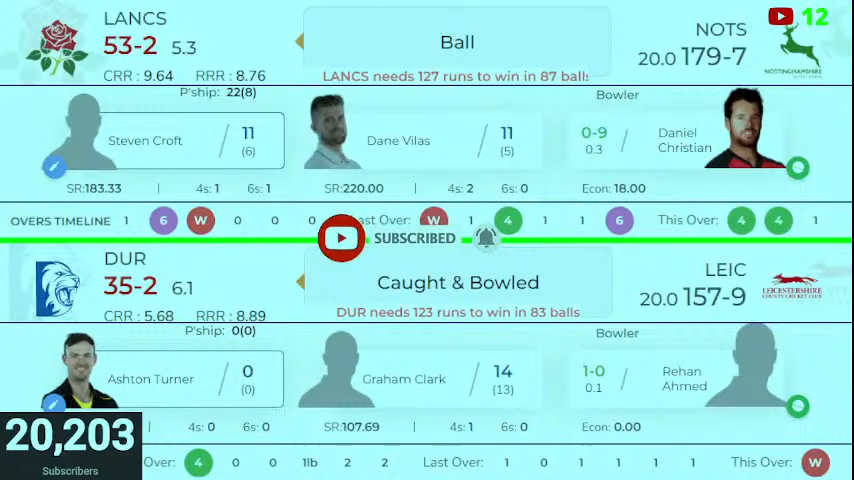 LANCS
53-2 5.3
CRR : 9.64 RRR : 8.76
Ball
LANCS needs 127 runs to win in 87 balls
12
NOTS
20.0 179-7
NOTTINGHAMSHIRE
P'ship: 22(8)
Steven Croft / 11 (6)
Dane Vilas / 11 (5)
Bowler
0-9 0.3 / Daniel Christian
SR:183.33 | 4s: 1 6s: 1
SR:220.00 | 4s: 2 6s: 0
Econ: 18.00
OVERS TIMELINE 1 6 W 0 0 0 Last Over: W 1 4 1 1 6 This Over: 4 4 1
SUBSCRIBED
DUR
35-2 6.1
CRR : 5.68 RRR : 8.89
Caught & Bowled
DUR needs 123 runs to win in 83 balls
LEIC
20.0 157-9
LEICESTERSHIRE
COUNTY CRICKET CLUB
P'ship: 0(0)
Ashton Turner / 0 (0)
Graham Clark / 14 (13)
Bowler
1-0 0.1 / Rehan Ahmed
| 4s: 0 6s: 0
SR:107.69 | 4s: 1 6s: 0
Econ: 0.00
20,203
Subscribers
Over: 4 0 0 1lb 2 2 Last Over: 1 0 1 1 1 1 This Over: W